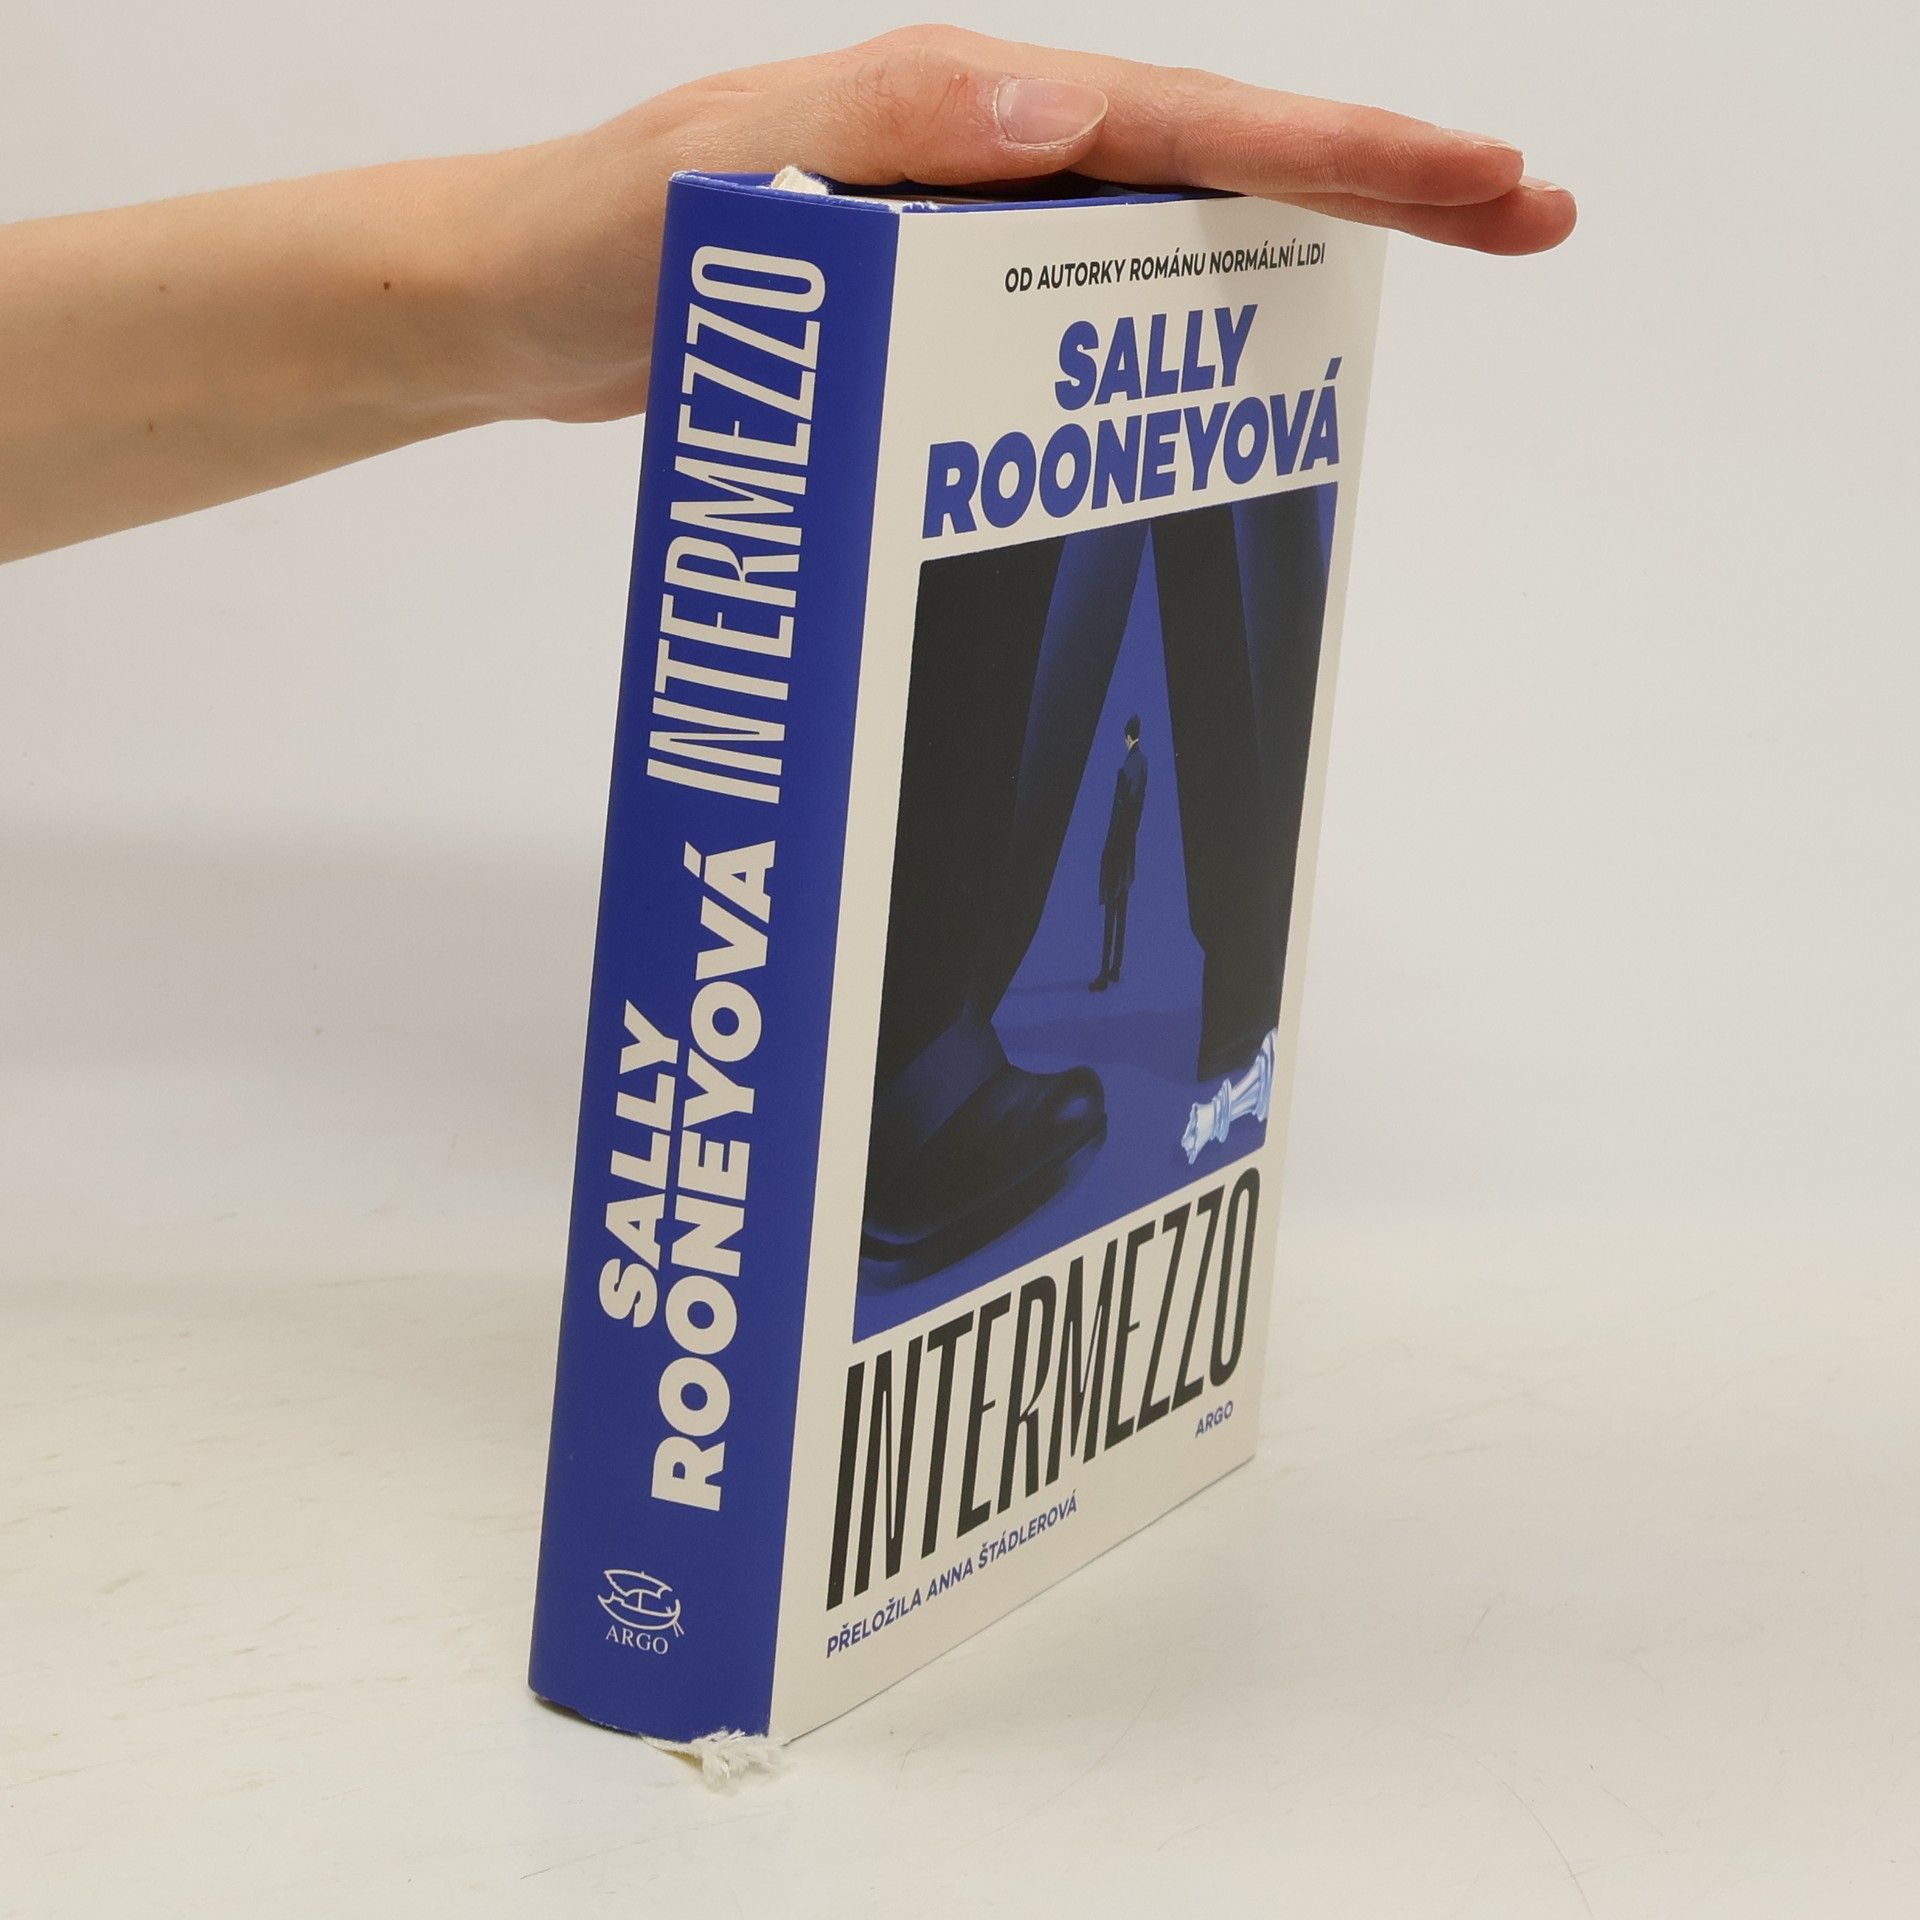 INTERMEZZO
SALLY
ROONEYOVÁ
ARGO
OD AUTORKY ROMÁNU NORMÁLNÍ LIDI
SALLY
ROONEYOVÁ
INTERMEZZO
ARGO
PŘELOŽILA ANNA ŠTÁDLEROVÁ